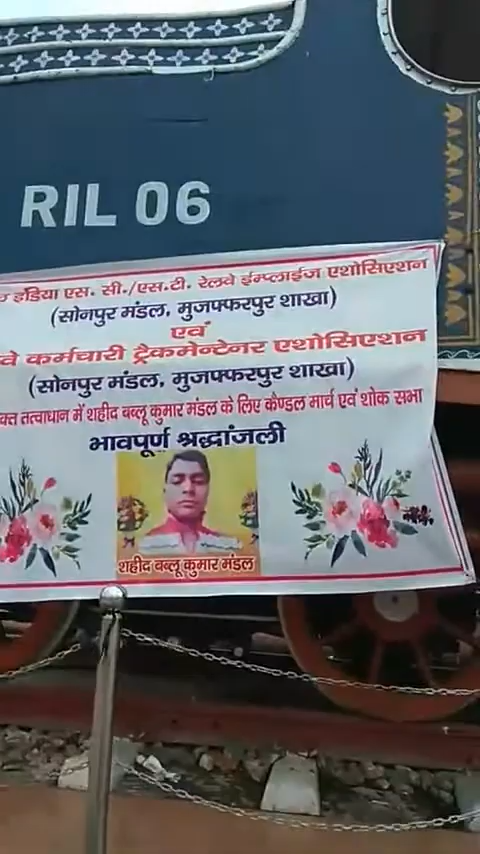 RIL 06
इंडिया एस. सी./एस.टी. रेलवे ईम्प्लाईज एशोसिएशन
(सोनपुर मंडल, मुजफ्फरपुर शाखा)
एवं
कर्मचारी ट्रैकमेन्टेनर एशोसिएशन
(सोनपुर मंडल, मुजफ्फरपुर शाखा)
तत्वाधान में शहीद बब्लू कुमार मंडल के लिए कैण्डल मार्च एवं शोक सभा
भावपूर्ण श्रद्धांजली
शहीद बब्लू कुमार मंडल